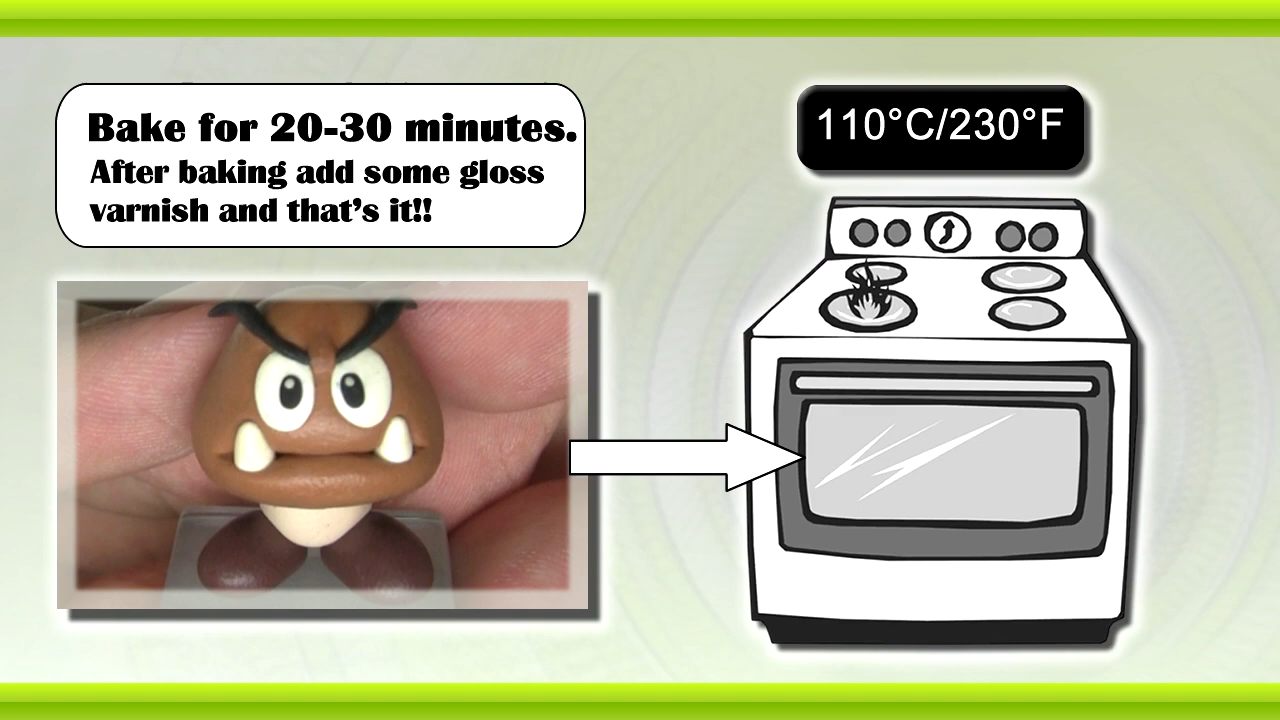 Bake for 20-30 minutes.
After baking add some gloss
varnish and that's it!!
110°C/230°F